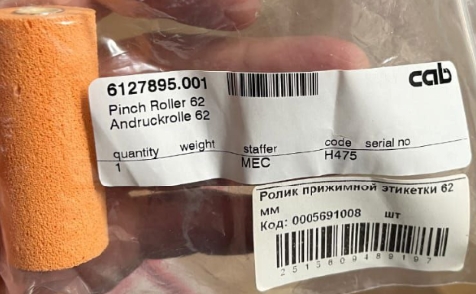 6127895.001
cab
Pinch Roller 62
Andruckrolle 62
quantity weight staffer code serial no
1 MEC H475
Ролик прижимной этикетки 62
мм
Код: 0005691008 шт
2515609489197